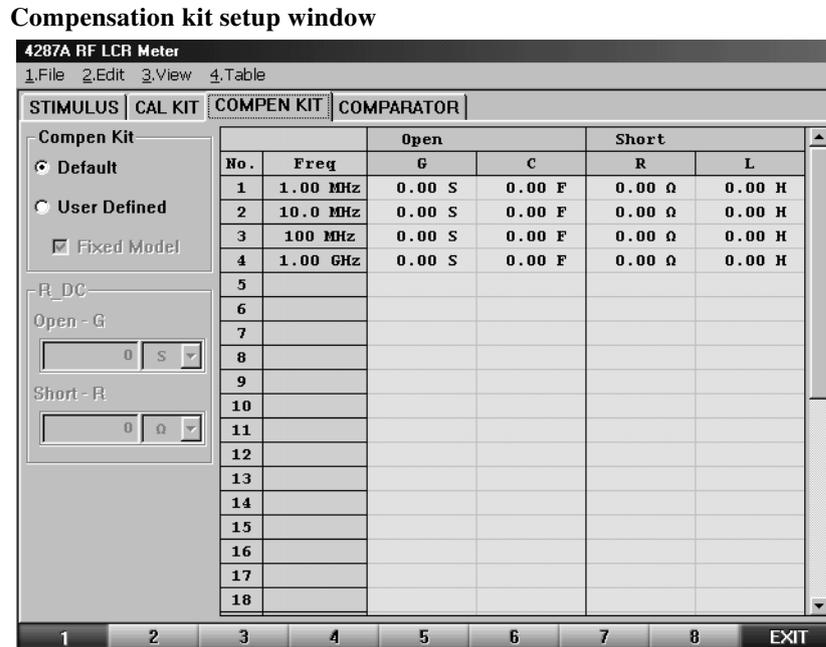 Compensation kit setup window
4287A RF LCR Meter
1.File 2.Edit 3.View 4.Table
STIMULUS CAL KIT COMPEN KIT COMPARATOR
Compen Kit
Default
User Defined
Fixed Model
R_DC
Open - G
0 S
Short - R
0 Ω
Open Short
No. Freq G C R L
1 1.00 MHz 0.00 S 0.00 F 0.00 Ω 0.00 H
2 10.0 MHz 0.00 S 0.00 F 0.00 Ω 0.00 H
3 100 MHz 0.00 S 0.00 F 0.00 Ω 0.00 H
4 1.00 GHz 0.00 S 0.00 F 0.00 Ω 0.00 H
5
6
7
8
9
10
11
12
13
14
15
16
17
18
1 2 3 4 5 6 7 8 EXIT